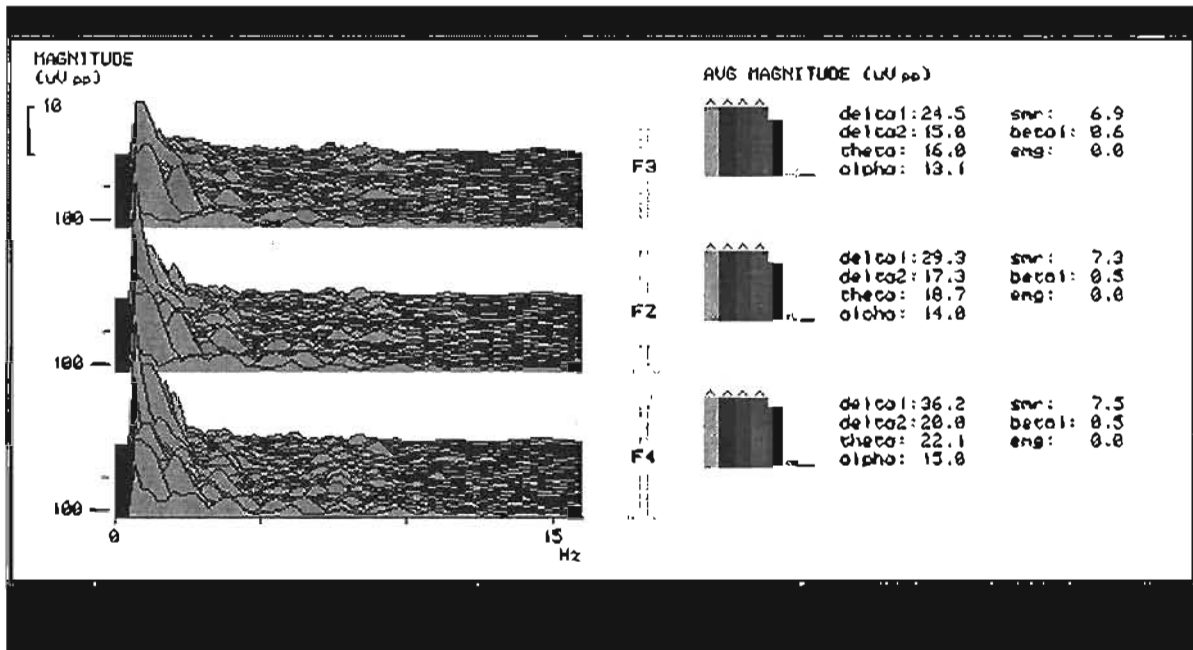 MAGNITUDE
(uV pp)
10
100
100
100
0
15
Hz
F3
FZ
F4
AVG MAGNITUDE (uV pp)
delta1:24.5 smr: 6.9
delta2:15.0 beta1: 0.6
theta: 16.0 emg: 0.0
alpha: 13.1
delta1:29.3 smr: 7.3
delta2:17.3 beta1: 0.5
theta: 18.7 emg: 0.0
alpha: 14.0
delta1:36.2 smr: 7.5
delta2:20.0 beta1: 0.5
theta: 22.1 emg: 0.0
alpha: 15.0